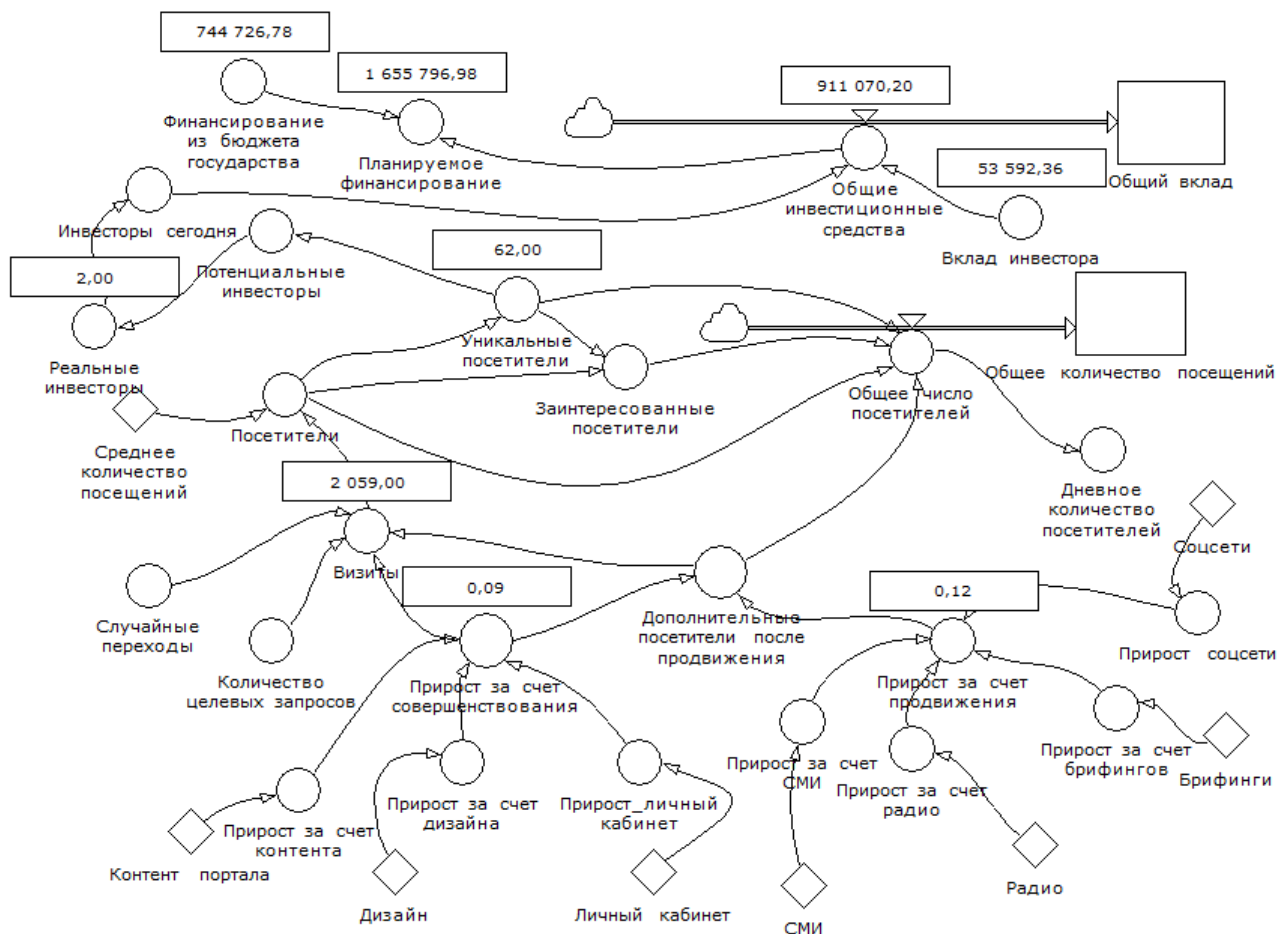 744 726,78
1 655 796,98
911 070,20
Финансирование
из бюджета
государства
Планируемое
финансирование
53 592,36
Общие
инвестиционные
средства
Общий вклад
Инвесторы сегодня
Вклад инвестора
62,00
2,00
Потенциальные
инвесторы
Уникальные
посетители
Реальные
инвесторы
Общее количество посещений
Общее число
посетителей
Заинтересованные
посетители
Посетители
Среднее
количество
посещений
2 059,00
Дневное
количество
посетителей
Соцсети
Визиты
0,09
0,12
Случайные
переходы
Дополнительные
посетители после
продвижения
Прирост соцсети
Количество
целевых запросов
Прирост за счет
совершенствования
Прирост за счет
продвижения
Прирост за счет
СМИ
Прирост за счет
радио
Прирост за счет
брифингов
Брифинги
Прирост за счет
контента
Прирост за счет
дизайна
Прирост_личный
кабинет
Контент портала
Дизайн
Личный кабинет
СМИ
Радио